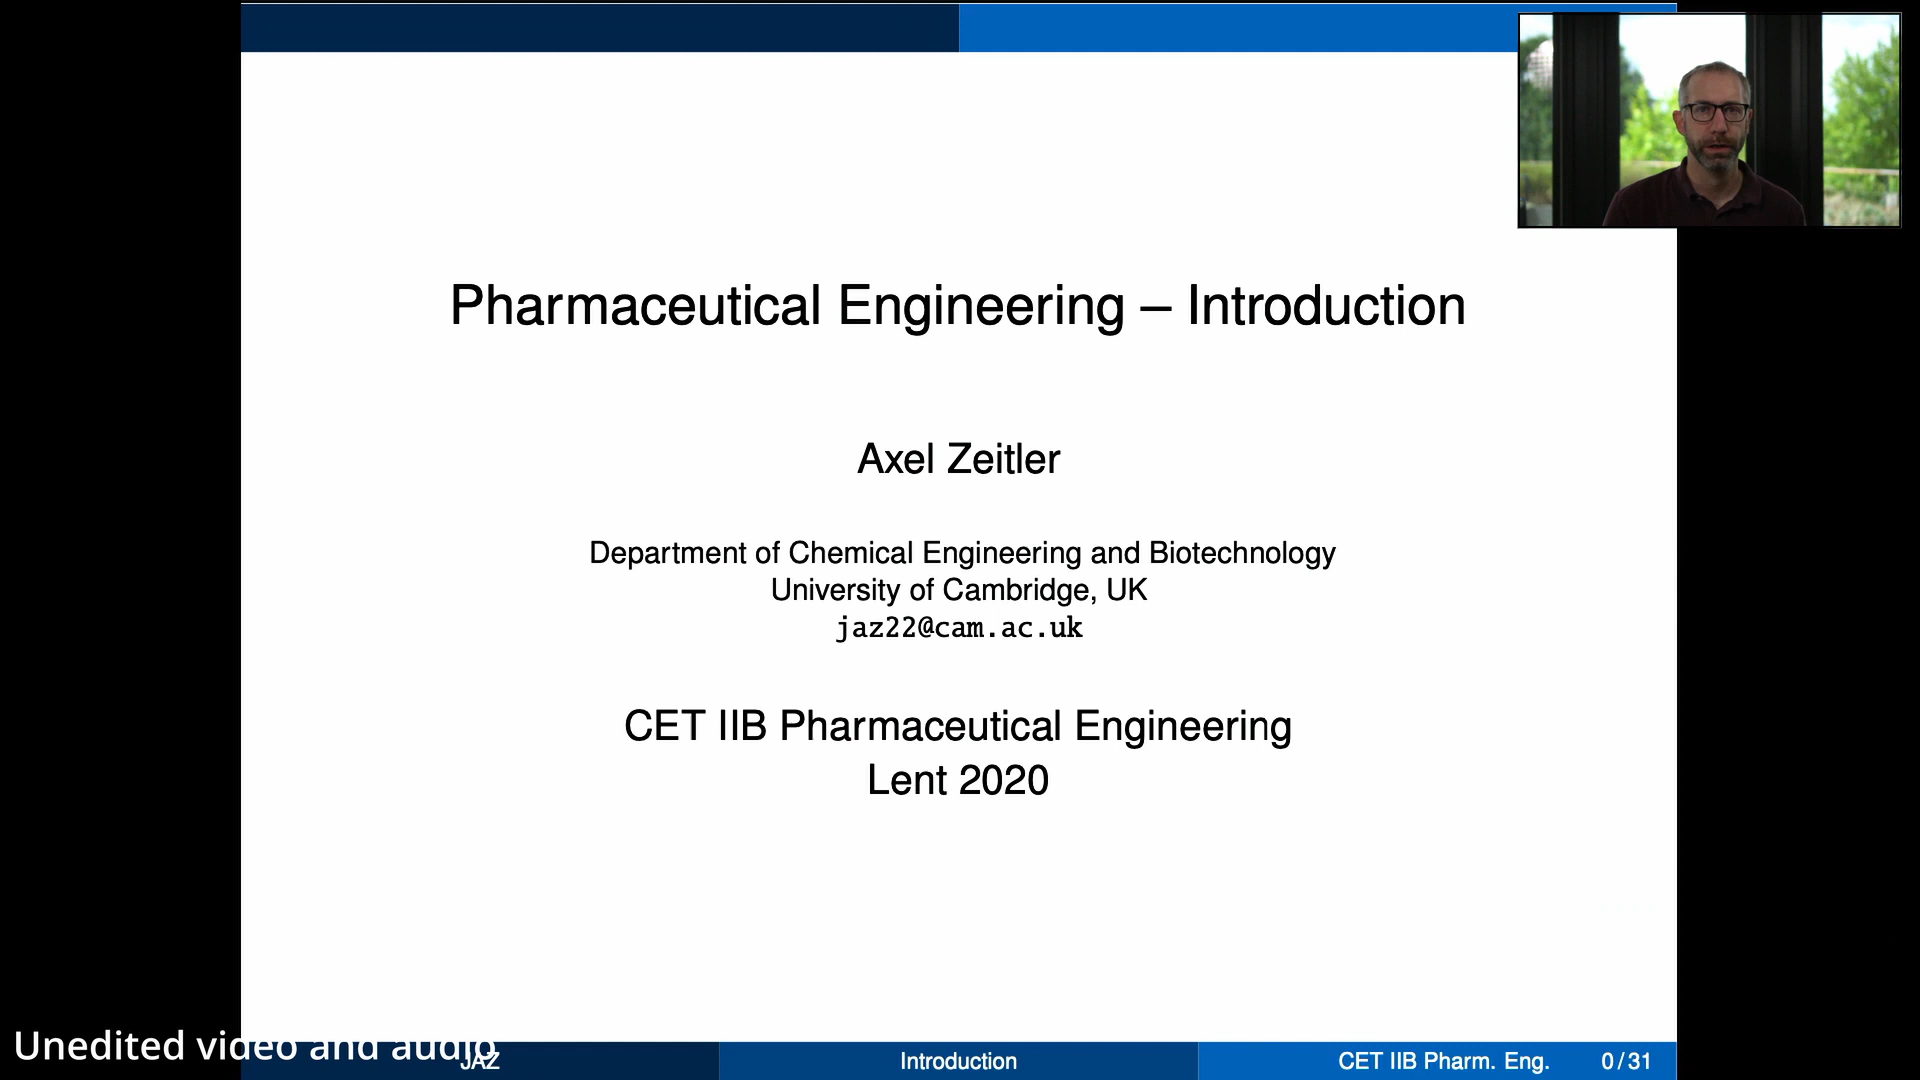 Pharmaceutical Engineering – Introduction
Axel Zeitler
Department of Chemical Engineering and Biotechnology
University of Cambridge, UK
jaz22@cam.ac.uk
CET IIB Pharmaceutical Engineering
Lent 2020
Unedited video and audio
JAZ
Introduction
CET IIB Pharm. Eng.
0 / 31